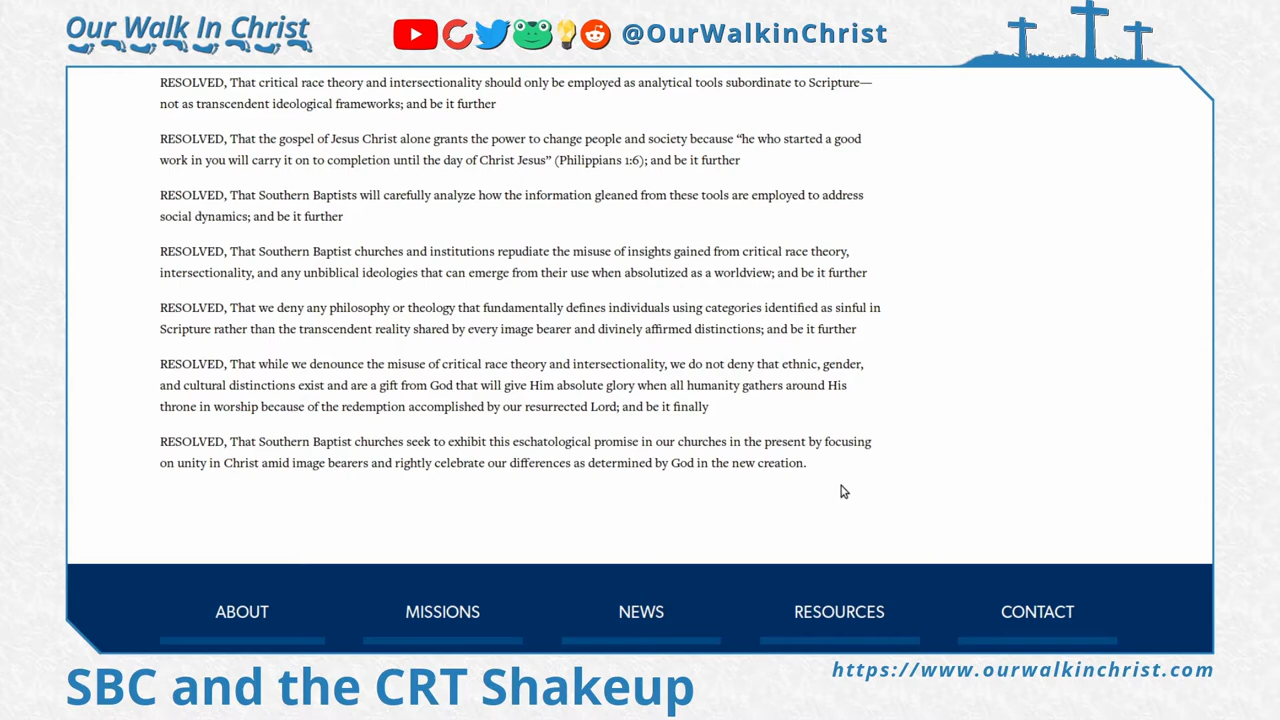 Our Walk In Christ
@OurWalkinChrist
RESOLVED, That critical race theory and intersectionality should only be employed as analytical tools subordinate to Scripture—
not as transcendent ideological frameworks; and be it further
RESOLVED, That the gospel of Jesus Christ alone grants the power to change people and society because “he who started a good
work in you will carry it on to completion until the day of Christ Jesus” (Philippians 1:6); and be it further
RESOLVED, That Southern Baptists will carefully analyze how the information gleaned from these tools are employed to address
social dynamics; and be it further
RESOLVED, That Southern Baptist churches and institutions repudiate the misuse of insights gained from critical race theory,
intersectionality, and any unbiblical ideologies that can emerge from their use when absolutized as a worldview; and be it further
RESOLVED, That we deny any philosophy or theology that fundamentally defines individuals using categories identified as sinful in
Scripture rather than the transcendent reality shared by every image bearer and divinely affirmed distinctions; and be it further
RESOLVED, That while we denounce the misuse of critical race theory and intersectionality, we do not deny that ethnic, gender,
and cultural distinctions exist and are a gift from God that will give Him absolute glory when all humanity gathers around His
throne in worship because of the redemption accomplished by our resurrected Lord; and be it finally
RESOLVED, That Southern Baptist churches seek to exhibit this eschatological promise in our churches in the present by focusing
on unity in Christ amid image bearers and rightly celebrate our differences as determined by God in the new creation.
ABOUT
MISSIONS
NEWS
RESOURCES
CONTACT
SBC and the CRT Shakeup
https://www.ourwalkinchrist.com